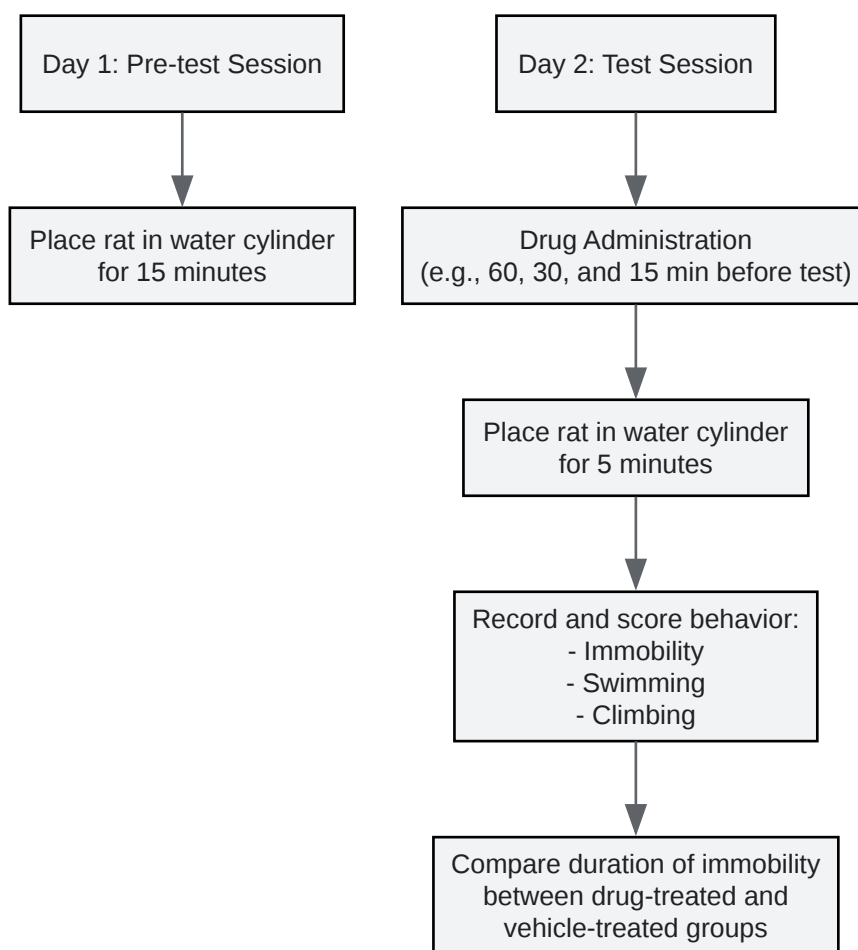 Day 1: Pre-test Session
Place rat in water cylinder
for 15 minutes
Day 2: Test Session
Drug Administration
(e.g., 60, 30, and 15 min before test)
Place rat in water cylinder
for 5 minutes
Record and score behavior:
- Immobility
- Swimming
- Climbing
Compare duration of immobility
between drug-treated and
vehicle-treated groups